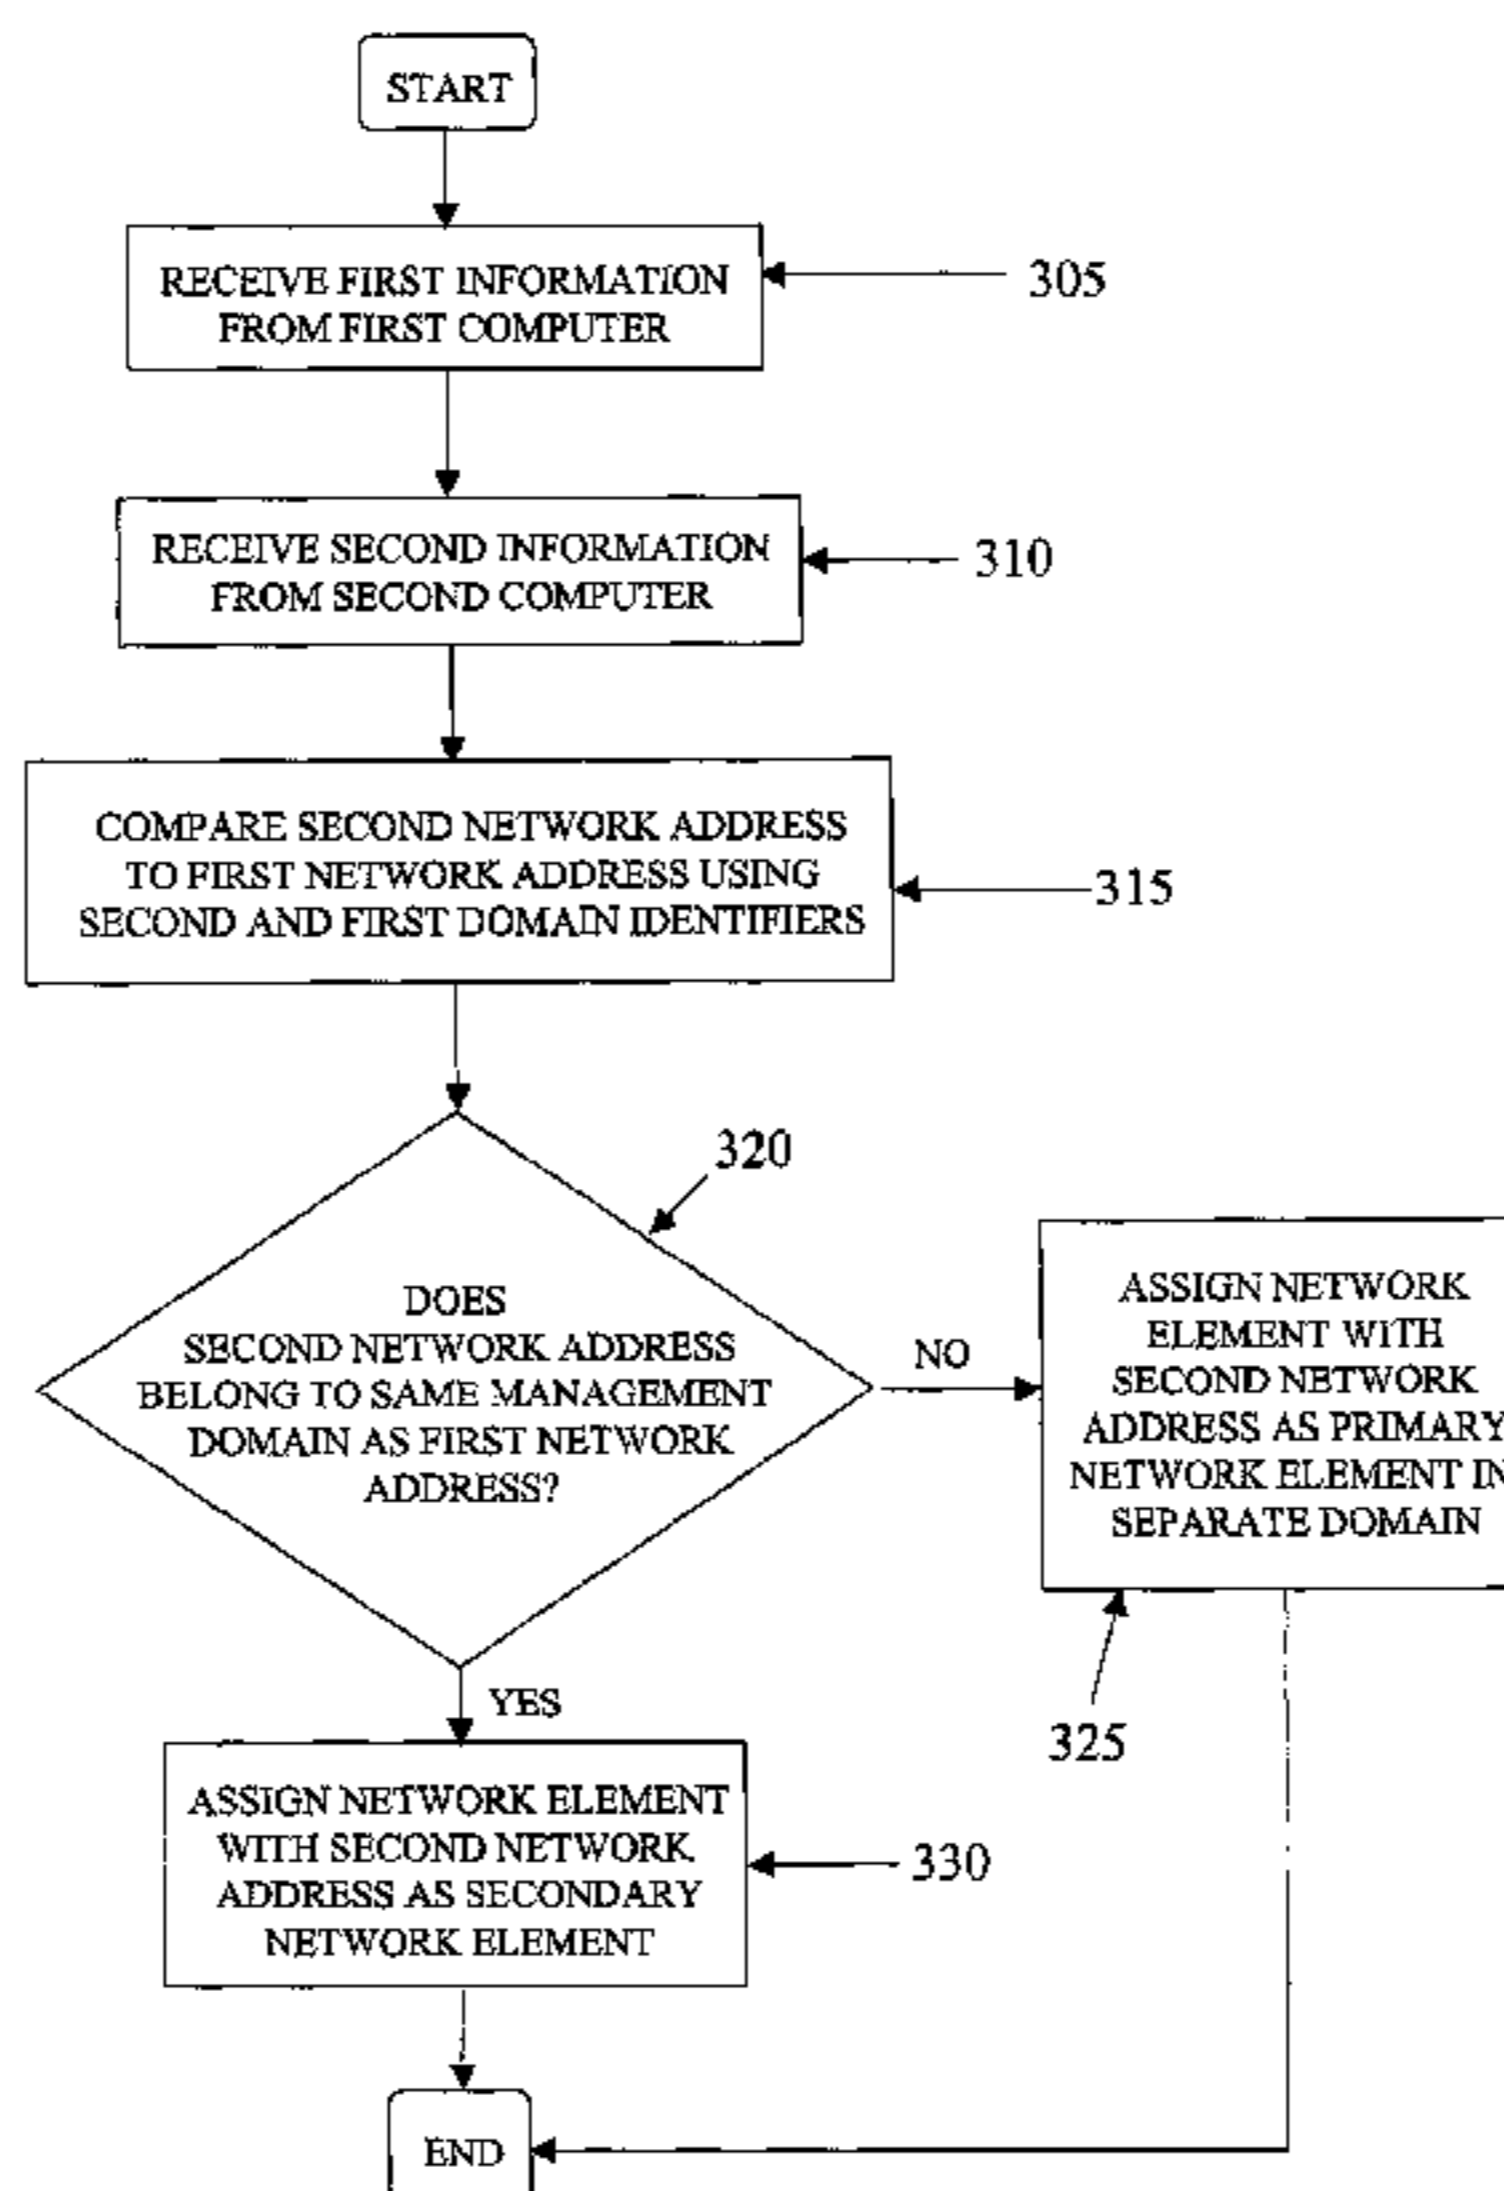 START
RECEIVE FIRST INFORMATION
FROM FIRST COMPUTER
305
RECEIVE SECOND INFORMATION
FROM SECOND COMPUTER
310
COMPARE SECOND NETWORK ADDRESS
TO FIRST NETWORK ADDRESS USING
SECOND AND FIRST DOMAIN IDENTIFIERS
315
320
DOES
SECOND NETWORK ADDRESS
BELONG TO SAME MANAGEMENT
DOMAIN AS FIRST NETWORK
ADDRESS?
NO
ASSIGN NETWORK
ELEMENT WITH
SECOND NETWORK
ADDRESS AS PRIMARY
NETWORK ELEMENT IN
SEPARATE DOMAIN
325
YES
ASSIGN NETWORK ELEMENT
WITH SECOND NETWORK
ADDRESS AS SECONDARY
NETWORK ELEMENT
330
END